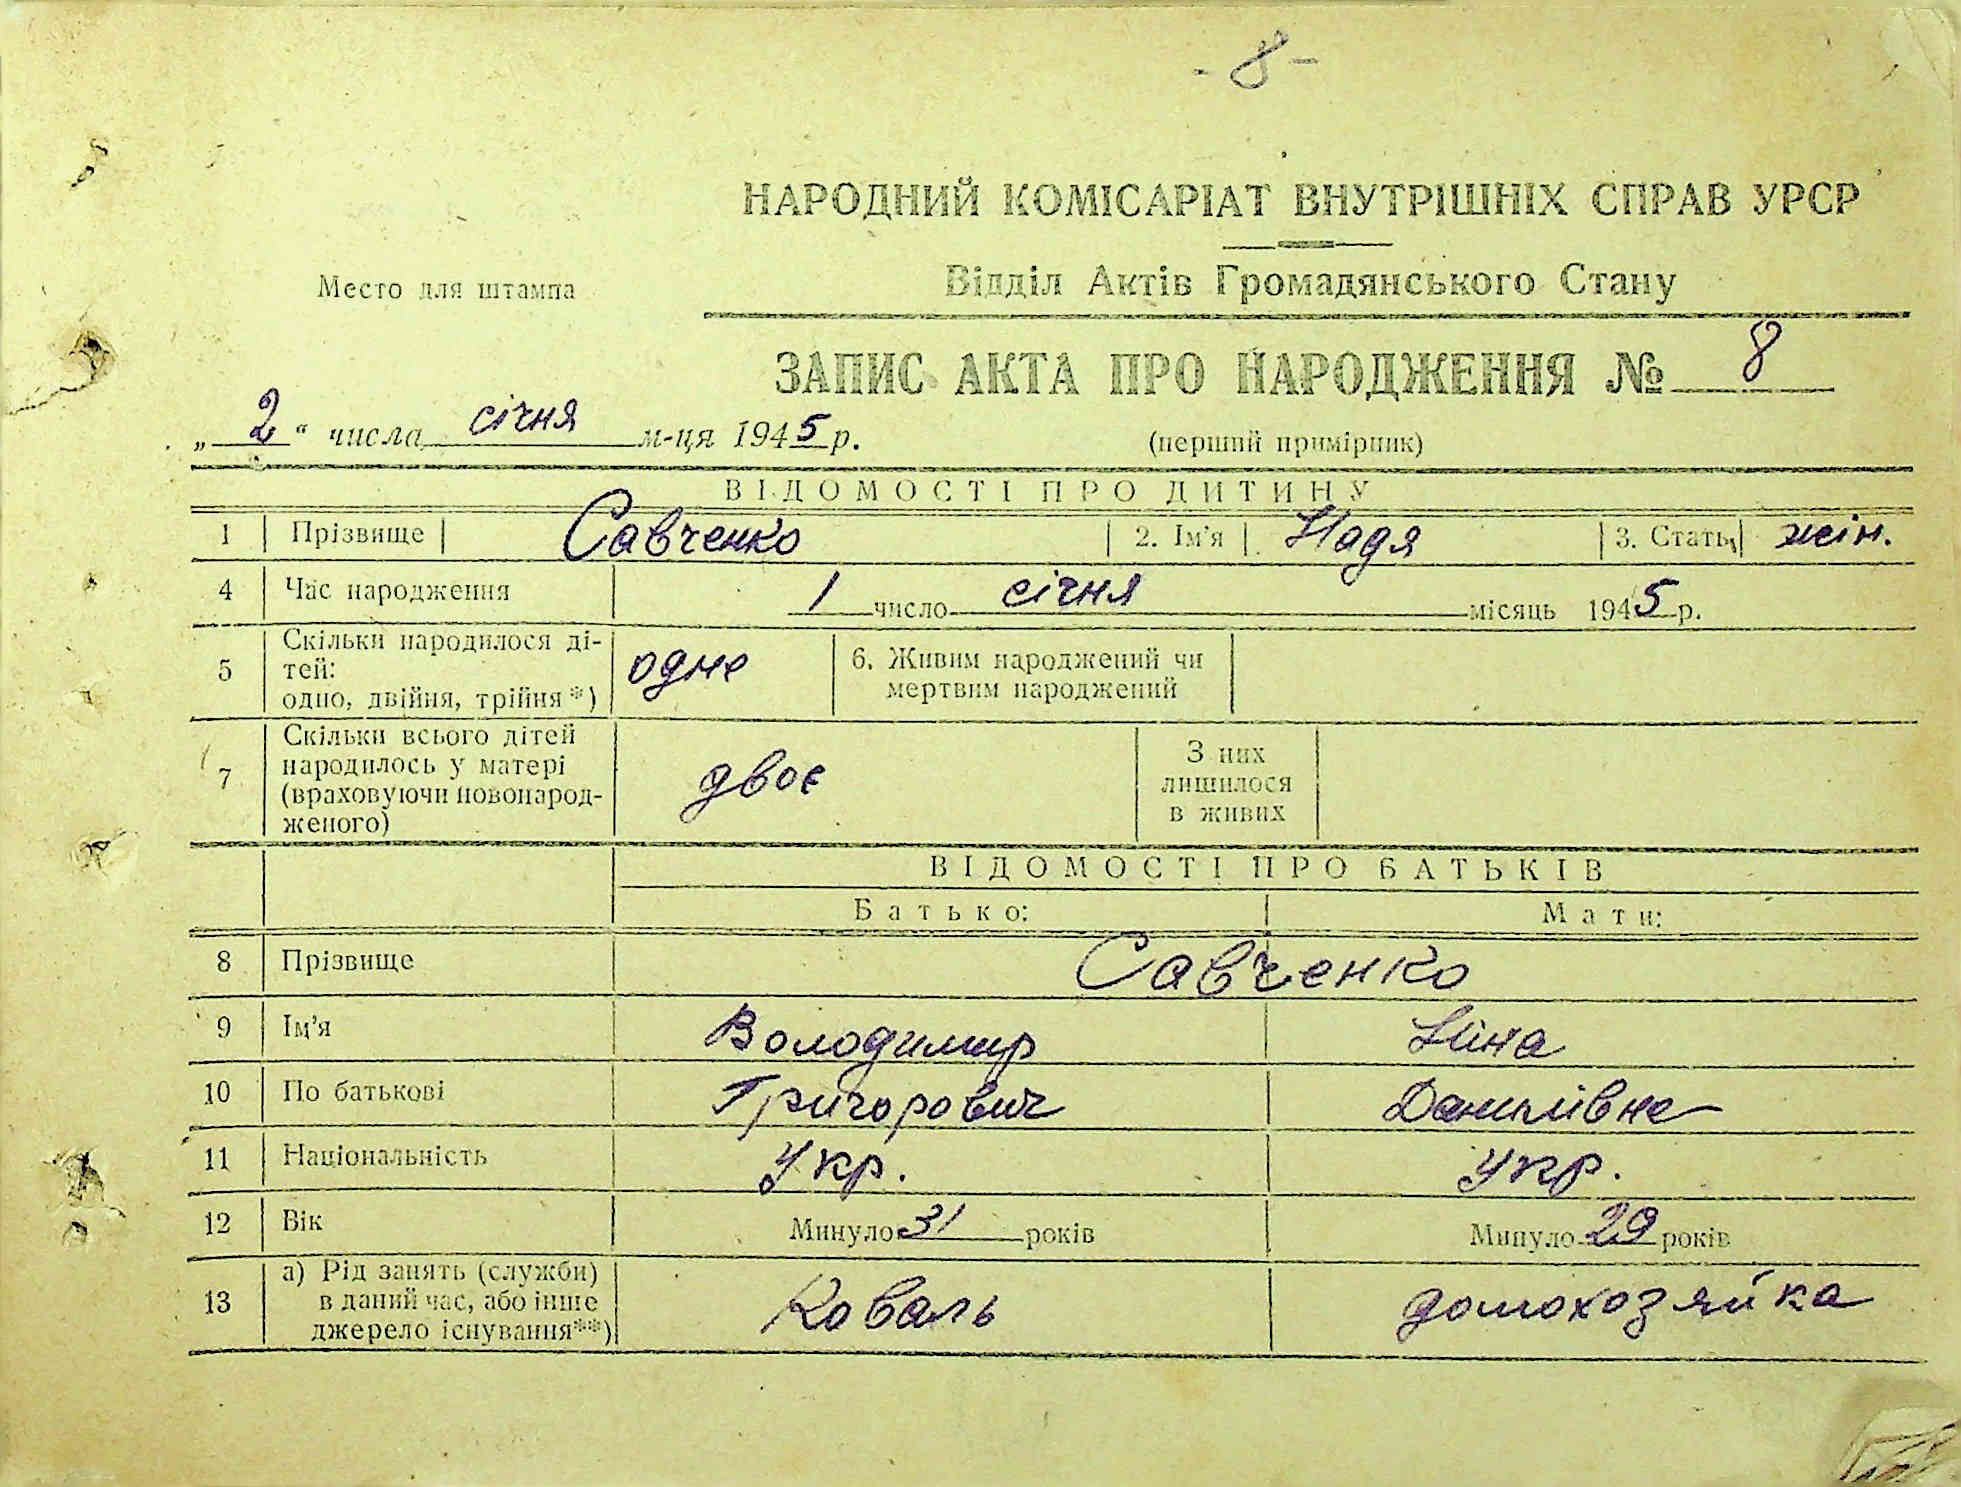 - 8 -
НАРОДНИЙ КОМІСАРІАТ ВНУТРІШНІХ СПРАВ УРСР
Место для штампа
Відділ Актів Громадянського Стану
ЗАПИС АКТА ПРО НАРОДЖЕННЯ № 8
„ 2 “ числа січня м-ця 1945 р.
(перший примірник)
ВІДОМОСТІ ПРО ДИТИНУ
1 Прізвище Савченко 2. Ім'я Надя 3. Стать жін.
4 Час народження 1 число січня місяць 1945 р.
5 Скільки народилося ді-
тей:
одно, двійня, трійня *) одне
6. Живим народжений чи
мертвим народжений
7 Скільки всього дітей
народилось у матері
(враховуючи новонарод-
женого) двоє
З них
лишилося
в живих
ВІДОМОСТІ ПРО БАТЬКІВ
Батько: Мати:
8 Прізвище Савченко
9 Ім'я Володимир Ніна
10 По батькові Григорович Данилівна
11 Національність Укр. Укр.
12 Вік Минуло 31 років Минуло 29 років
13 а) Рід занять (служби)
в даний час, або інше
джерело існування**) Коваль домохозяйка